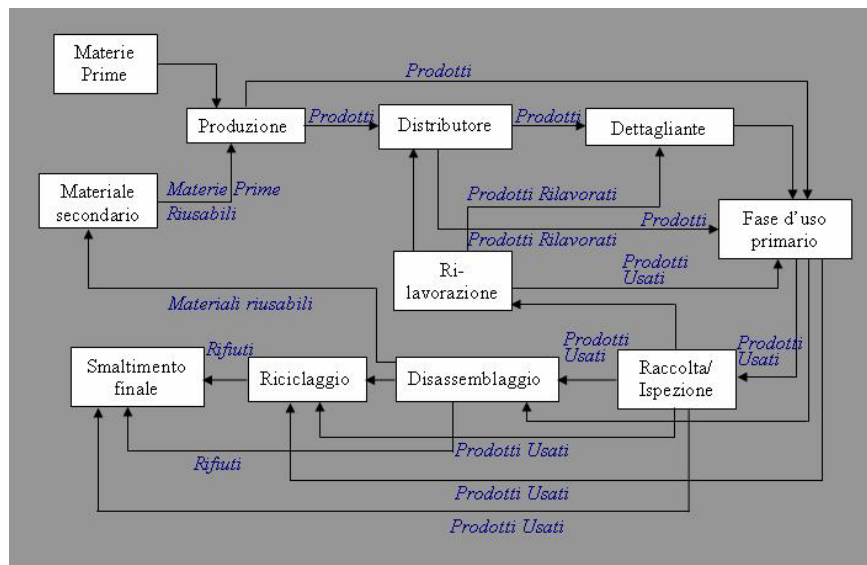 Materie
Prime
Prodotti
Produzione
Prodotti
Distributore
Prodotti
Dettagliante
Materiale
secondario
Materie Prime
Riusabili
Prodotti Rilavorati
Prodotti
Fase d'uso
primario
Prodotti Rilavorati
Ri-
lavorazione
Prodotti
Usati
Materiali riusabili
Smaltimento
finale
Rifiuti
Riciclaggio
Disassemblaggio
Prodotti
Usati
Raccolta/
Ispezione
Prodotti
Usati
Rifiuti
Prodotti Usati
Prodotti Usati
Prodotti Usati